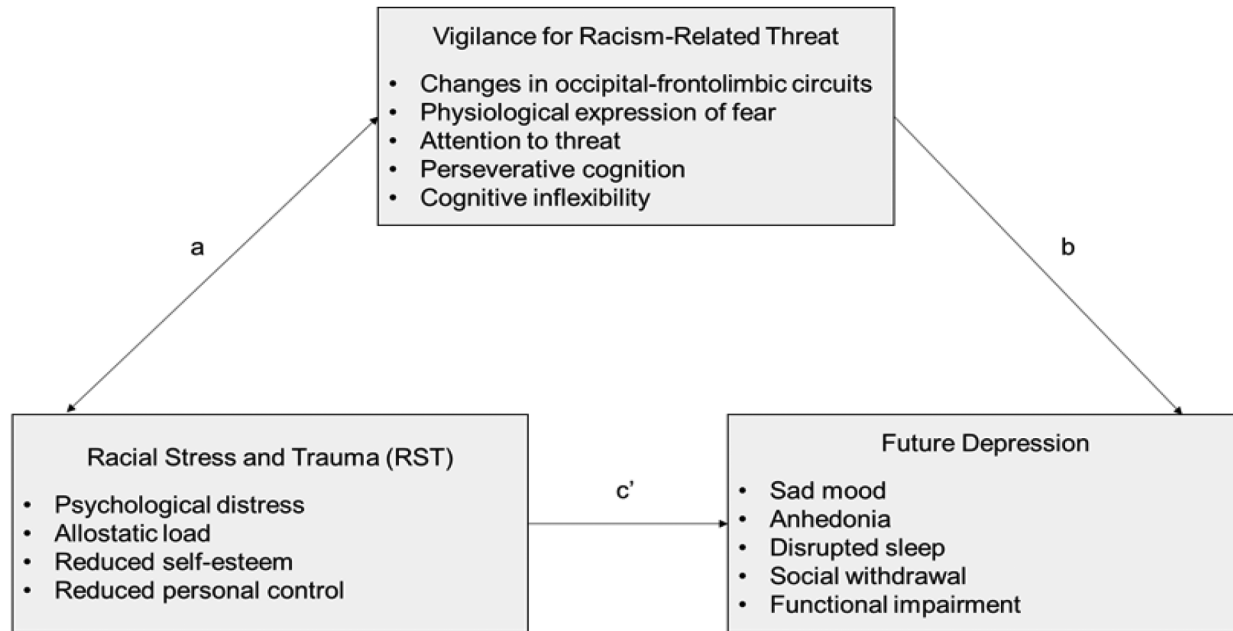 Vigilance for Racism-Related Threat
• Changes in occipital-frontolimbic circuits
• Physiological expression of fear
• Attention to threat
• Perseverative cognition
• Cognitive inflexibility
a
b
Racial Stress and Trauma (RST)
• Psychological distress
• Allostatic load
• Reduced self-esteem
• Reduced personal control
c’
Future Depression
• Sad mood
• Anhedonia
• Disrupted sleep
• Social withdrawal
• Functional impairment